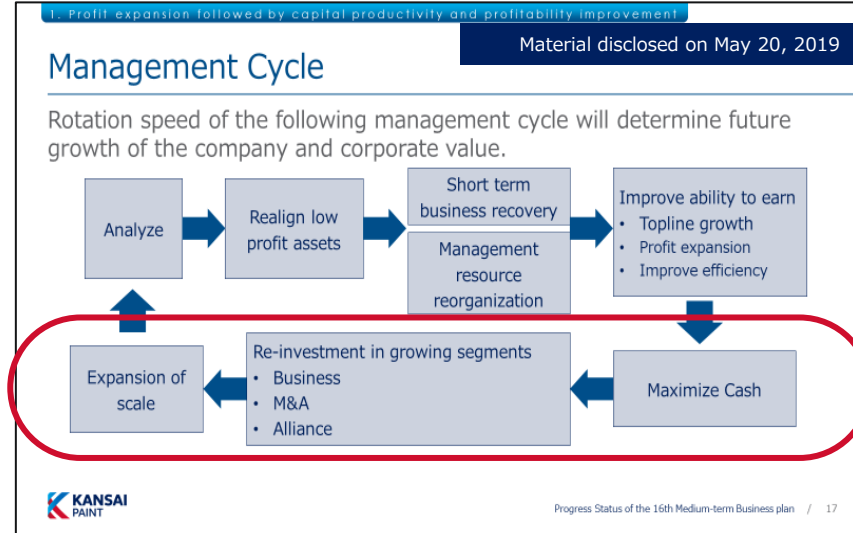 1. Profit expansion followed by capital productivity and profitability improvement
Material disclosed on May 20, 2019
Management Cycle
Rotation speed of the following management cycle will determine future
growth of the company and corporate value.
Analyze
Realign low
profit assets
Short term
business recovery
Management
resource
reorganization
Improve ability to earn
• Topline growth
• Profit expansion
• Improve efficiency
Expansion of
scale
Re-investment in growing segments
• Business
• M&A
• Alliance
Maximize Cash
KANSAI
PAINT
Progress Status of the 16th Medium-term Business plan / 17